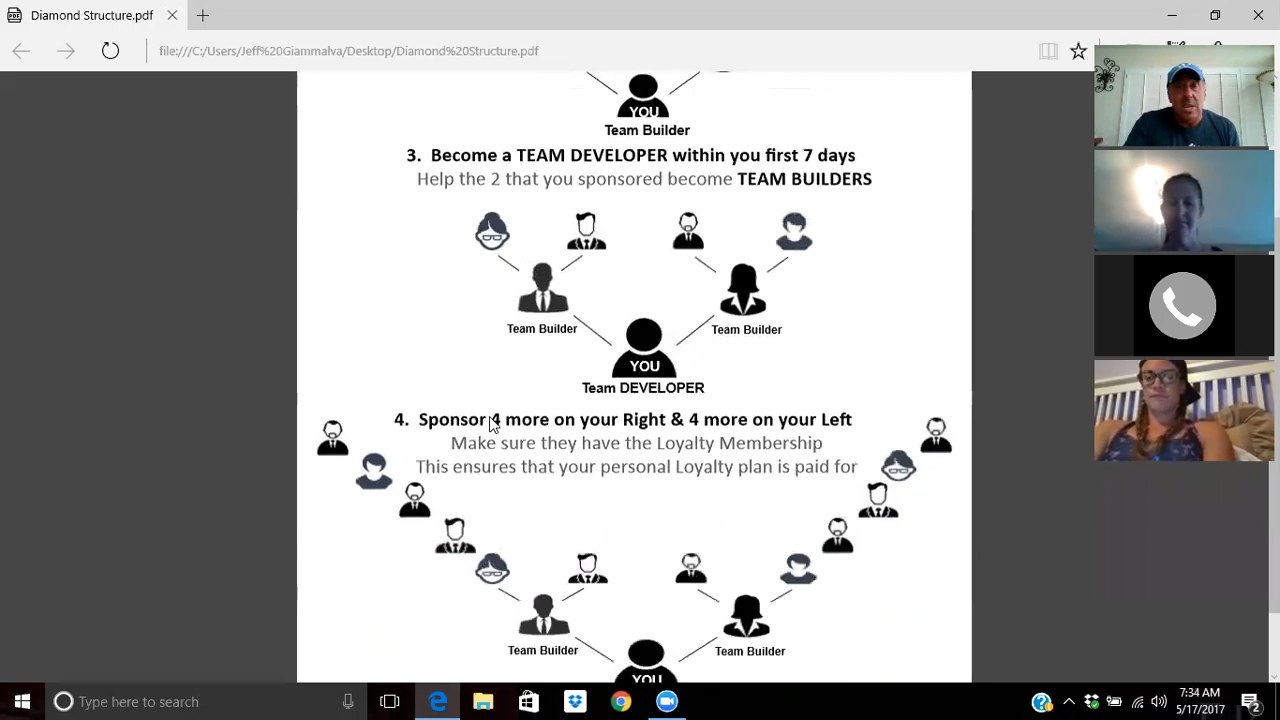 Diamond Structure.pdf
file:///C:/Users/Jeff%20Giammalva/Desktop/Diamond%20Structure.pdf
YOU
Team Builder
3. Become a TEAM DEVELOPER within you first 7 days
Help the 2 that you sponsored become TEAM BUILDERS
Team Builder
Team Builder
YOU
Team DEVELOPER
4. Sponsor 4 more on your Right & 4 more on your Left
Make sure they have the Loyalty Membership
This ensures that your personal Loyalty plan is paid for
Team Builder
Team Builder
YOU
Type here to search
7:34 AM
5/17/2017
2